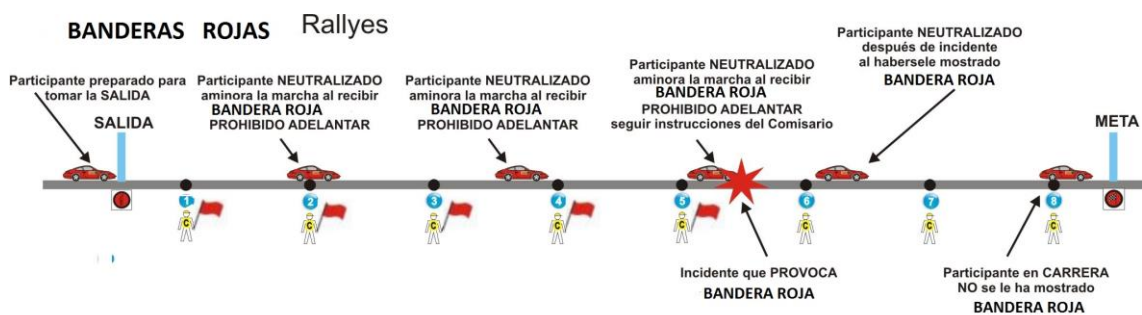 BANDERAS ROJAS Rallyes
Participante preparado para
tomar la SALIDA
SALIDA
Participante NEUTRALIZADO
aminora la marcha al recibir
BANDERA ROJA
PROHIBIDO ADELANTAR
Participante NEUTRALIZADO
aminora la marcha al recibir
BANDERA ROJA
PROHIBIDO ADELANTAR
Participante NEUTRALIZADO
aminora la marcha al recibir
BANDERA ROJA
PROHIBIDO ADELANTAR
seguir instrucciones del Comisario
Participante NEUTRALIZADO
después de incidente
al habersele mostrado
BANDERA ROJA
META
1 2 3 4 5 6 7 8
C C C C C C C C
Incidente que PROVOCA
BANDERA ROJA
Participante en CARRERA
NO se le ha mostrado
BANDERA ROJA